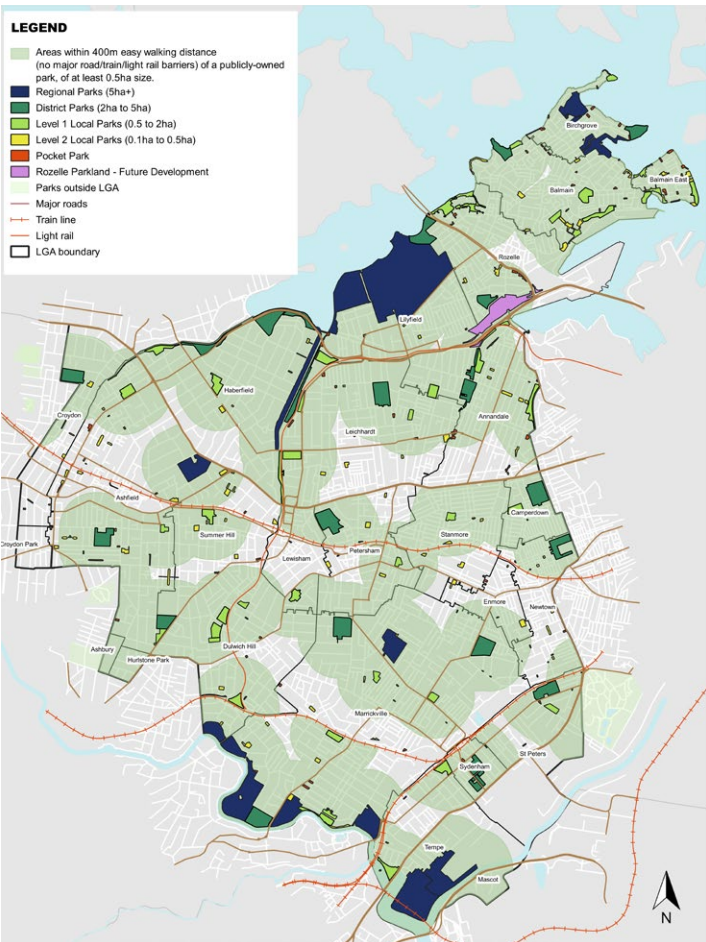 LEGEND
Areas within 400m easy walking distance
(no major road/train/light rail barriers) of a publicly-owned
park, of at least 0.5ha size.
Regional Parks (5ha+)
District Parks (2ha to 5ha)
Level 1 Local Parks (0.5 to 2ha)
Level 2 Local Parks (0.1ha to 0.5ha)
Pocket Park
Rozelle Parkland - Future Development
Parks outside LGA
Major roads
Train line
Light rail
LGA boundary
Birchgrove
Balmain East
Balmain
Rozelle
Lilyfield
Haberfield
Croydon
Annandale
Leichhardt
Ashfield
Camperdown
Summer Hill
Stanmore
Croydon Park
Petersham
Lewisham
Enmore
Newtown
Ashbury
Dulwich Hill
Hurlstone Park
Marrickville
St Peters
Sydenham
Tempe
Mascot
N